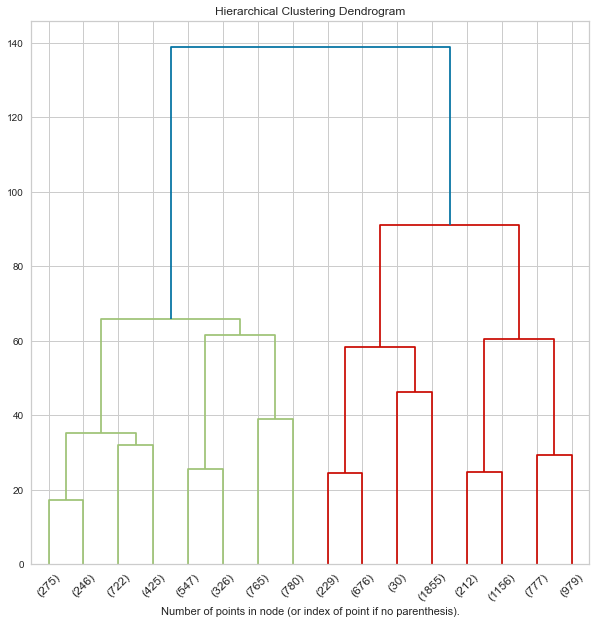 Hierarchical Clustering Dendrogram
140
120
100
80
60
40
20
0
(275) (246) (722) (425) (547) (326) (765) (780) (229) (676) (30) (1855) (212) (1156) (777) (979)
Number of points in node (or index of point if no parenthesis).